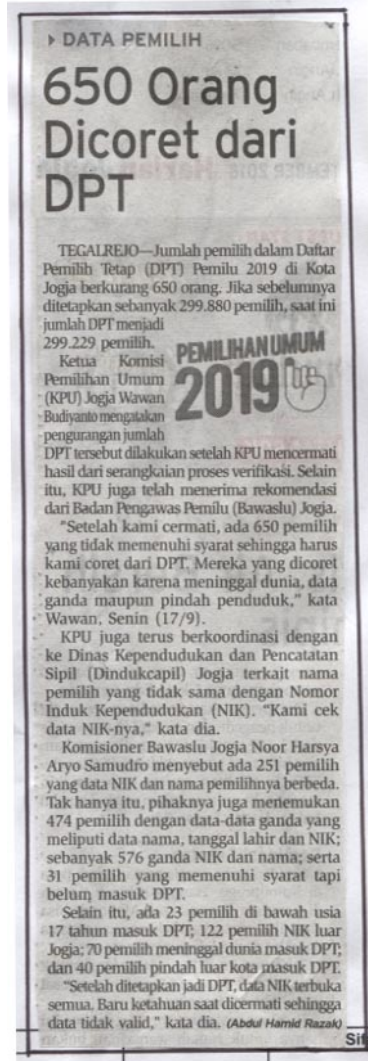 ▸ DATA PEMILIH
650 Orang
Dicoret dari
DPT
TEGALREJO—Jumlah pemilih dalam Daftar
Pemilih Tetap (DPT) Pemilu 2019 di Kota
Jogja berkurang 650 orang. Jika sebelumnya
ditetapkan sebanyak 299.880 pemilih, saat ini
jumlah DPT menjadi
299.229 pemilih.
Ketua Komisi
Pemilihan Umum
(KPU) Jogja Wawan
Budiyanto mengatakan
pengurangan jumlah
PEMILIHAN UMUM
2019
DPT tersebut dilakukan setelah KPU mencermati
hasil dari serangkaian proses verifikasi. Selain
itu, KPU juga telah menerima rekomendasi
dari Badan Pengawas Pemilu (Bawaslu) Jogja.
"Setelah kami cermati, ada 650 pemilih
yang tidak memenuhi syarat sehingga harus
kami coret dari DPT. Mereka yang dicoret
kebanyakan karena meninggal dunia, data
ganda maupun pindah penduduk," kata
Wawan, Senin (17/9).
KPU juga terus berkoordinasi dengan
ke Dinas Kependudukan dan Pencatatan
Sipil (Dindukcapil) Jogja terkait nama
pemilih yang tidak sama dengan Nomor
Induk Kependudukan (NIK). "Kami cek
data NIK-nya," kata dia.
Komisioner Bawaslu Jogja Noor Harsya
Aryo Samudro menyebut ada 251 pemilih
yang data NIK dan nama pemilihnya berbeda.
Tak hanya itu, pihaknya juga menemukan
474 pemilih dengan data-data ganda yang
meliputi data nama, tanggal lahir dan NIK;
sebanyak 576 ganda NIK dan nama; serta
31 pemilih yang memenuhi syarat tapi
belum masuk DPT.
Selain itu, ada 23 pemilih di bawah usia
17 tahun masuk DPT; 122 pemilih NIK luar
Jogja; 70 pemilih meninggal dunia masuk DPT;
dan 40 pemilih pindah luar kota masuk DPT.
"Setelah ditetapkan jadi DPT, data NIK terbuka
semua. Baru ketahuan saat dicermati sehingga
data tidak valid," kata dia. (Abdul Hamid Razak)
Sif